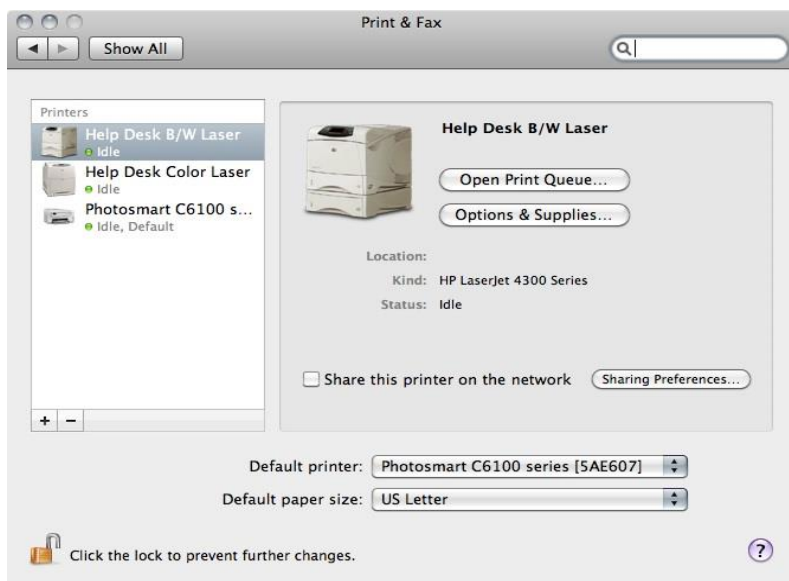 Print & Fax
Show All
Printers
Help Desk B/W Laser
Idle
Help Desk Color Laser
Idle
Photosmart C6100 s...
Idle, Default
Help Desk B/W Laser
Open Print Queue...
Options & Supplies...
Location:
Kind: HP LaserJet 4300 Series
Status: Idle
Share this printer on the network Sharing Preferences...
+ −
Default printer: Photosmart C6100 series [5AE607]
Default paper size: US Letter
Click the lock to prevent further changes.
?